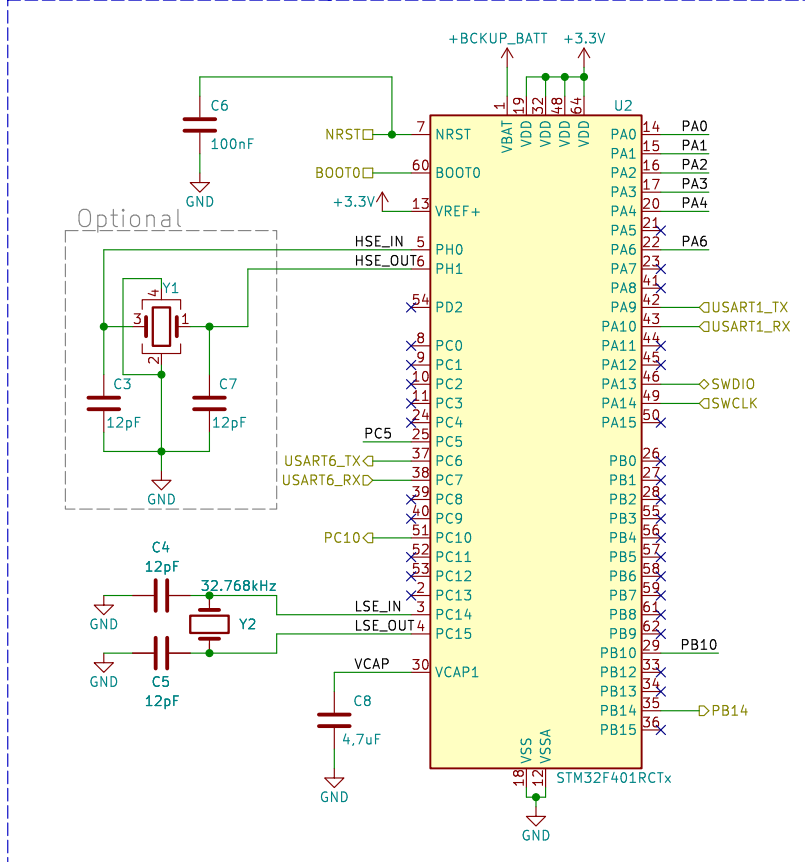 +BCKUP_BATT +3.3V
U2
1 VBAT
19 VDD
32 VDD
48 VDD
64 VDD
C6
100nF
GND
NRST 7 NRST
BOOT0 60 BOOT0
+3.3V 13 VREF+
Optional
HSE_IN 5 PH0
HSE_OUT 6 PH1
Y1
4
3 1
2
C3
12pF
C7
12pF
GND
54 PD2
8 PC0
9 PC1
10 PC2
11 PC3
24 PC4
PC5 25 PC5
USART6_TX 37 PC6
USART6_RX 38 PC7
39 PC8
40 PC9
PC10 51 PC10
52 PC11
53 PC12
2 PC13
LSE_IN 3 PC14
LSE_OUT 4 PC15
C4
12pF
GND
32.768kHz
Y2
GND
C5
12pF
VCAP 30 VCAP1
C8
4,7uF
GND
PA0 14 PA0
PA1 15 PA1
PA2 16 PA2
PA3 17 PA3
PA4 20 PA4
PA5 21
PA6 22 PA6
PA7 23
PA8 41
PA9 42 USART1_TX
PA10 43 USART1_RX
PA11 44
PA12 45
PA13 46 SWDIO
PA14 49 SWCLK
PA15 50
PB0 26
PB1 27
PB2 28
PB3 55
PB4 56
PB5 57
PB6 58
PB7 59
PB8 61
PB9 62
PB10 29 PB10
PB12 33
PB13 34
PB14 35 PB14
PB15 36
VSS 18
VSSA 12
STM32F401RCTx
GND